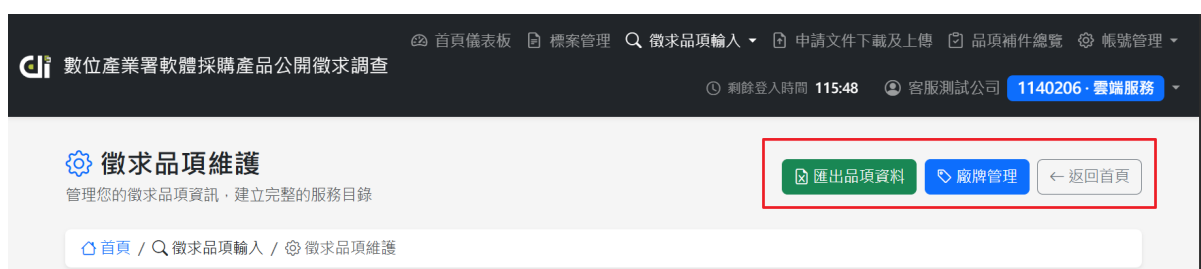 首頁儀表板 標案管理 徵求品項輸入 申請文件下載及上傳 品項補件總覽 帳號管理
數位產業署軟體採購產品公開徵求調查
剩餘登入時間 115:48 客服測試公司 1140206 · 雲端服務
徵求品項維護
匯出品項資料 廠牌管理 ← 返回首頁
管理您的徵求品項資訊，建立完整的服務目錄
首頁 / 徵求品項輸入 / 徵求品項維護